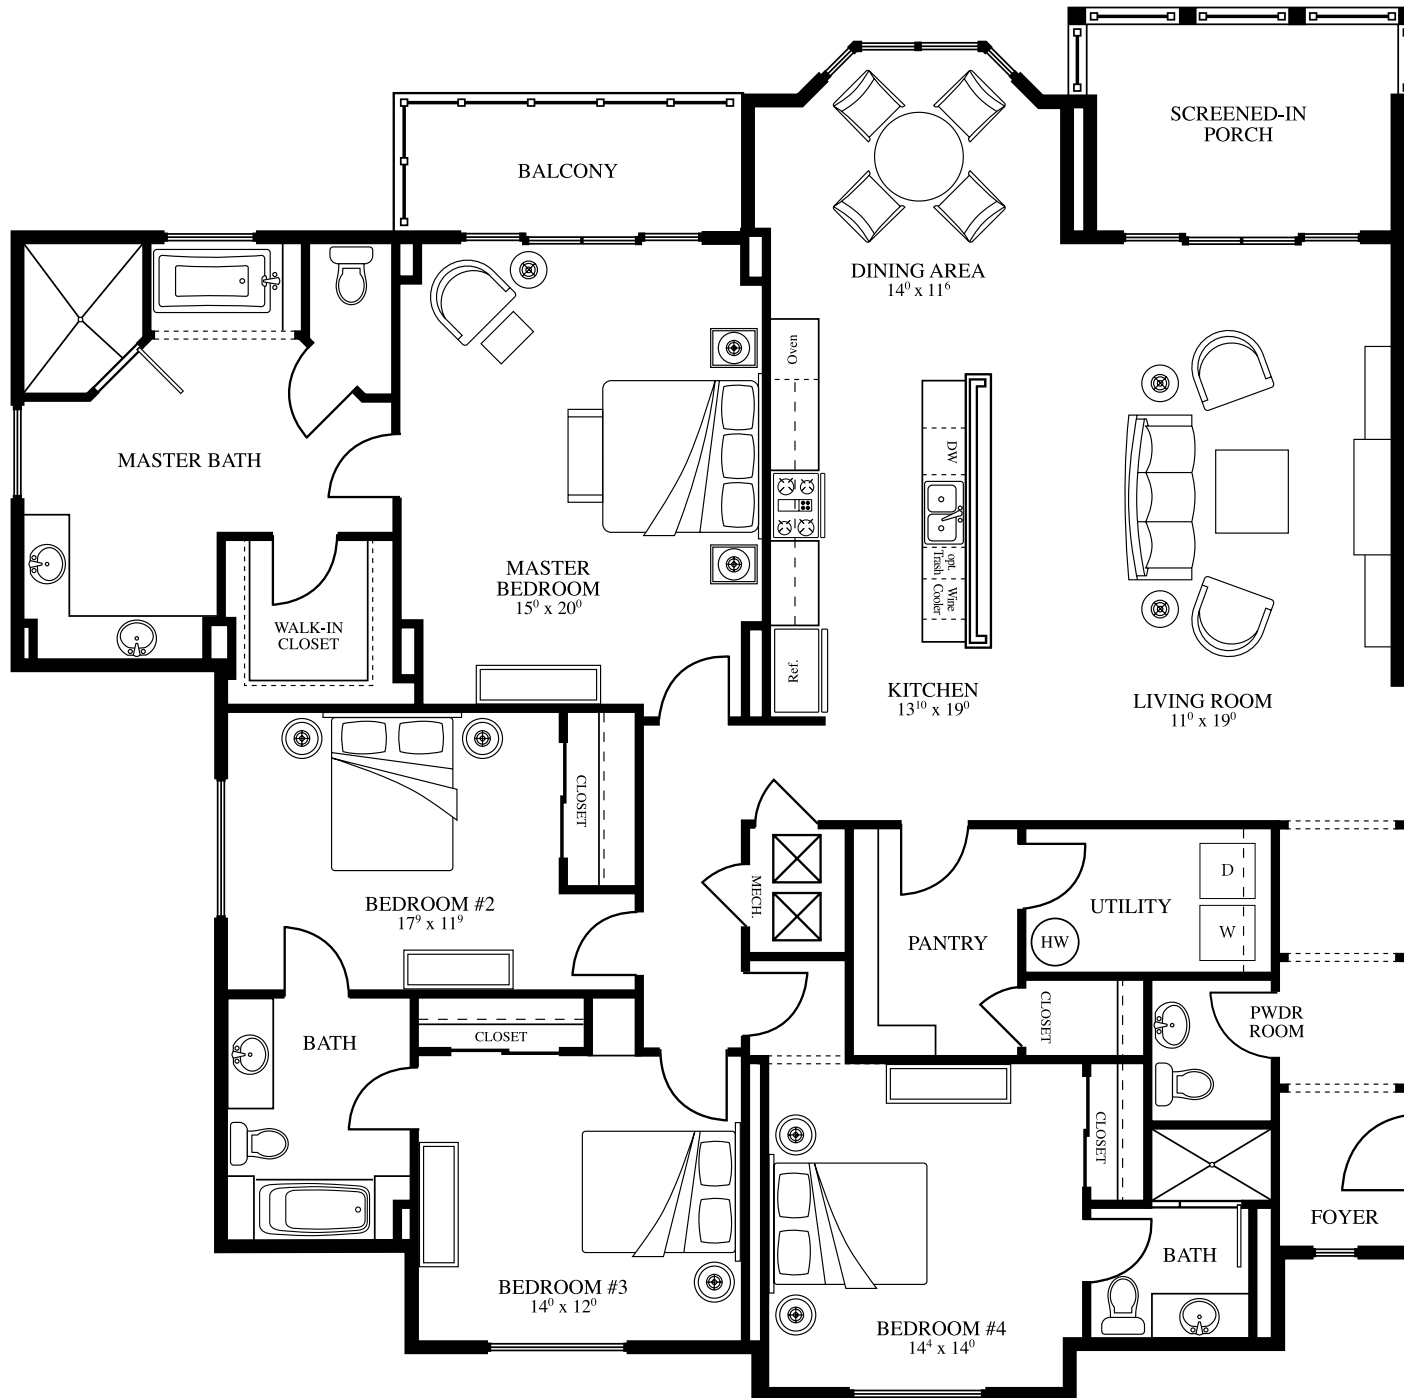 SCREENED-IN
PORCH
BALCONY
DINING AREA
14⁰ x 11⁶
Oven
MASTER BATH
DW
opt.
Trash
Wine
Cooler
MASTER
BEDROOM
15⁰ x 20⁰
WALK-IN
CLOSET
Ref.
KITCHEN
13¹⁰ x 19⁰
LIVING ROOM
11⁰ x 19⁰
CLOSET
BEDROOM #2
17⁹ x 11⁹
MECH.
PANTRY
UTILITY
D
W
HW
BATH
CLOSET
CLOSET
PWDR
ROOM
CLOSET
FOYER
BATH
BEDROOM #3
14⁰ x 12⁰
BEDROOM #4
14⁴ x 14⁰